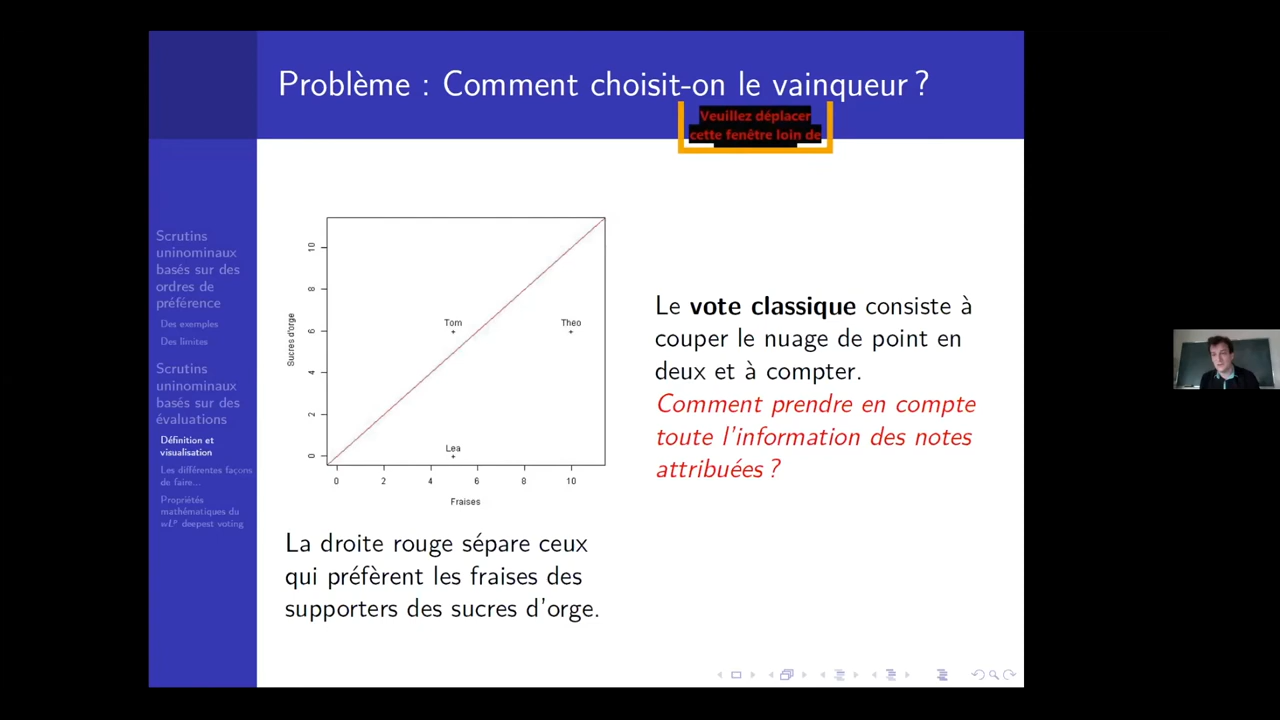 Problème : Comment choisit-on le vainqueur ?
Veuillez déplacer
cette fenêtre loin de
Scrutins
uninominaux
basés sur des
ordres de
préférence
Des exemples
Des limites
Scrutins
uninominaux
basés sur des
évaluations
Définition et
visualisation
Les différentes façons
de faire...
Propriétés
mathématiques du
wLᵖ deepest voting
Sucres d'orge
10
8
6
4
2
0
Tom
Theo
Lea
0 2 4 6 8 10
Fraises
La droite rouge sépare ceux
qui préfèrent les fraises des
supporters des sucres d'orge.
Le vote classique consiste à
couper le nuage de point en
deux et à compter.
Comment prendre en compte
toute l'information des notes
attribuées ?